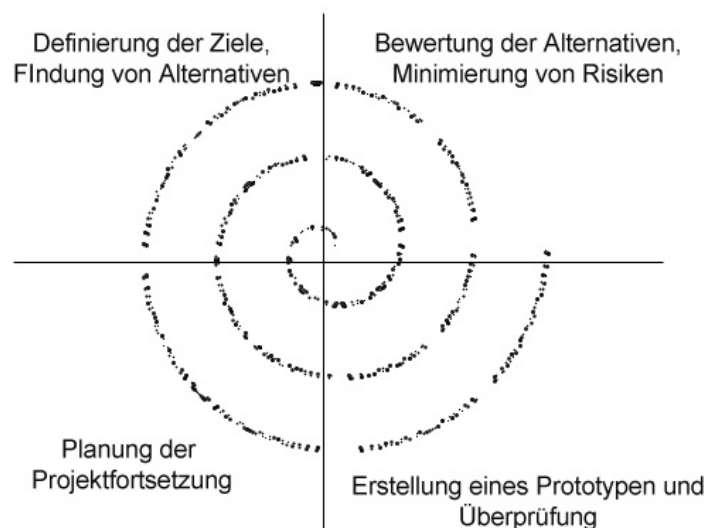 Definierung der Ziele,
FIndung von Alternativen
Bewertung der Alternativen,
Minimierung von Risiken
Planung der
Projektfortsetzung
Erstellung eines Prototypen und
Überprüfung